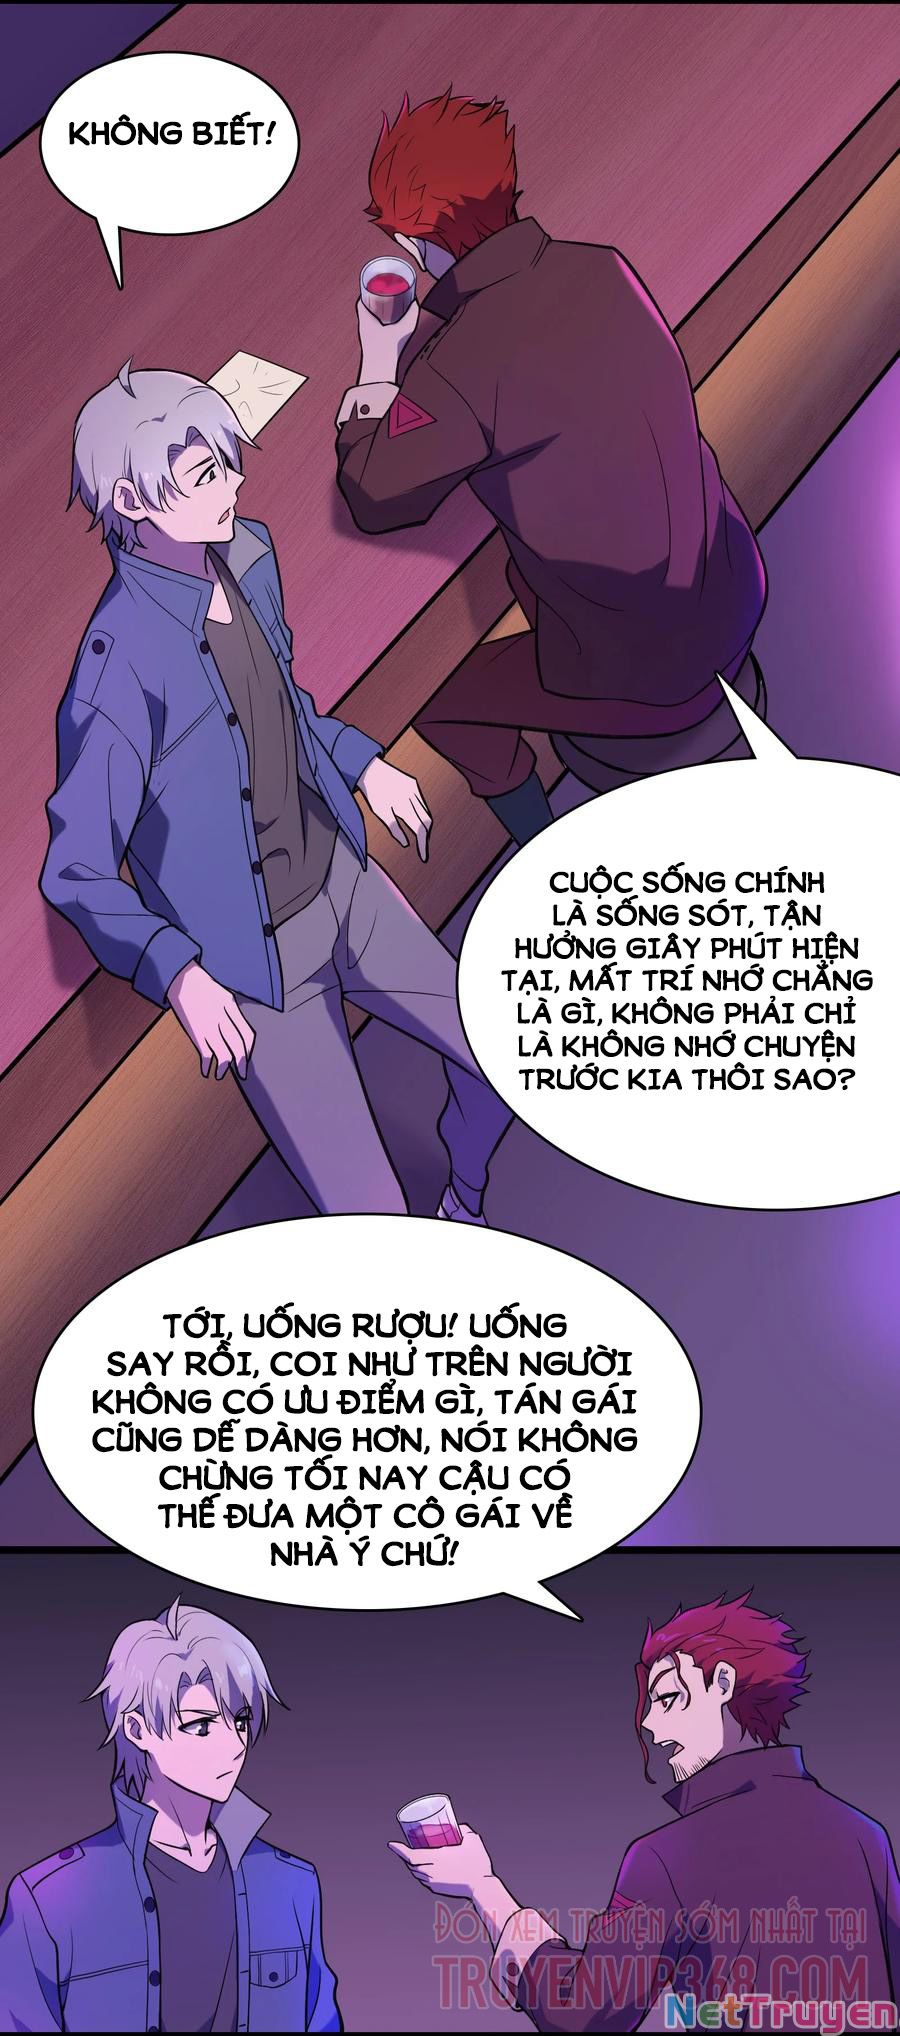 KHÔNG BIẾT!
CUỘC SỐNG CHÍNH
LÀ SỐNG SÓT, TẬN
HƯỞNG GIÂY PHÚT HIỆN
TẠI, MẤT TRÍ NHỚ CHẲNG
LÀ GÌ, KHÔNG PHẢI CHỈ
LÀ KHÔNG NHỚ CHUYỆN
TRƯỚC KIA THÔI SAO?
TỚI, UỐNG RƯỢU! UỐNG
SAY RỒI, COI NHƯ TRÊN NGƯỜI
KHÔNG CÓ ƯU ĐIỂM GÌ, TÁN GÁI
CŨNG DỄ DÀNG HƠN, NÓI KHÔNG
CHỪNG TỐI NAY CẬU CÓ
THỂ ĐƯA MỘT CÔ GÁI VỀ
NHÀ Ý CHỨ!
ĐÓN XEM TRUYỆN SỚM NHẤT TẠI
TRUYENVIP368.COM
NetTruyen